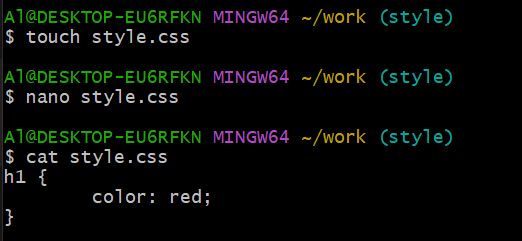 Al@DESKTOP-EU6RFKN MINGW64 ~/work (style)
$ touch style.css
Al@DESKTOP-EU6RFKN MINGW64 ~/work (style)
$ nano style.css
Al@DESKTOP-EU6RFKN MINGW64 ~/work (style)
$ cat style.css
h1 {
        color: red;
}